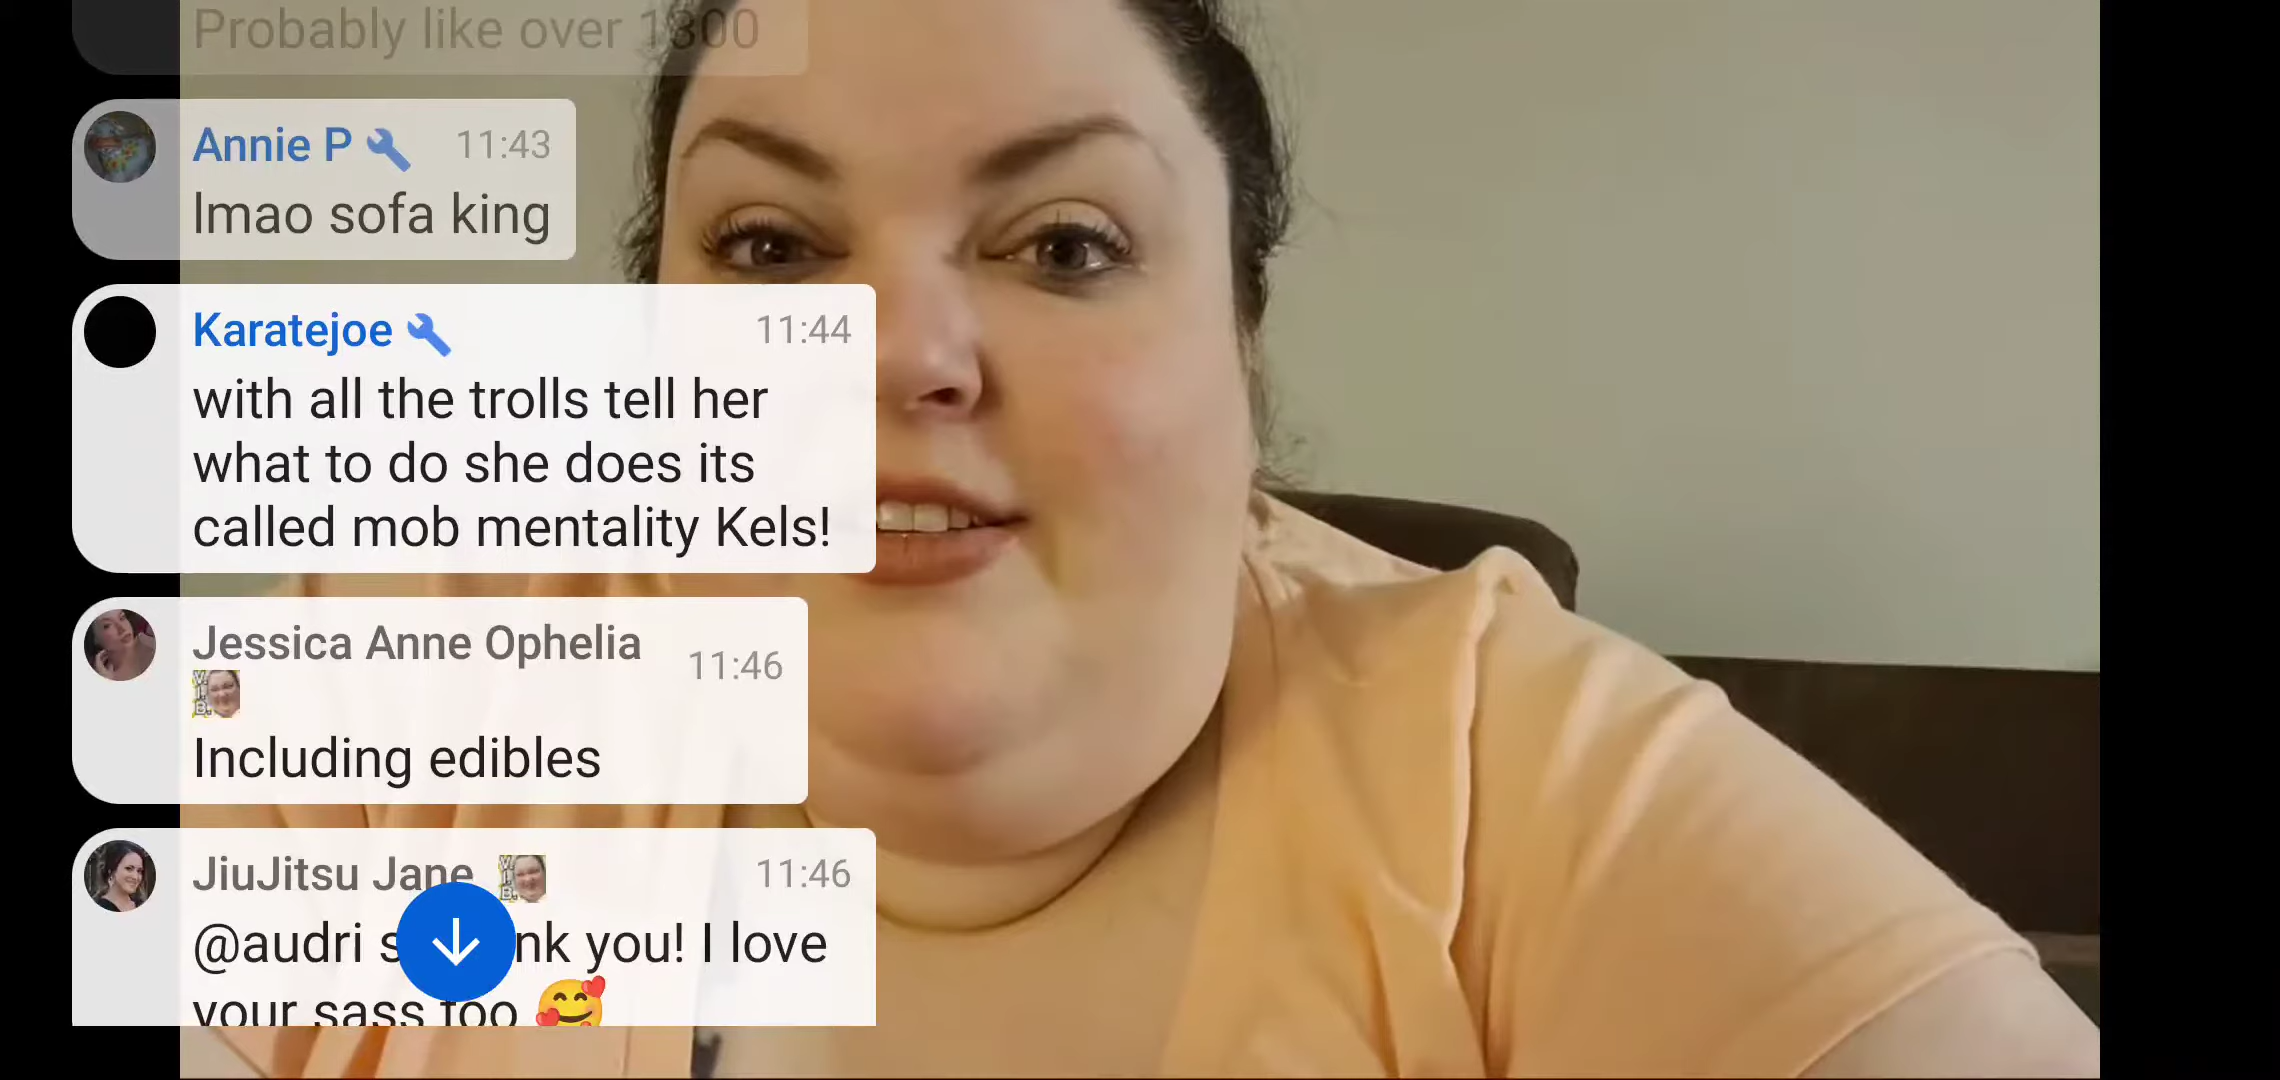 Probably like over 1300
Annie P 11:43
lmao sofa king
Karatejoe 11:44
with all the trolls tell her
what to do she does its
called mob mentality Kels!
Jessica Anne Ophelia 11:46
V.I.B.
Including edibles
JiuJitsu Jane V.I.B. 11:46
@audri you! I love
your sass too